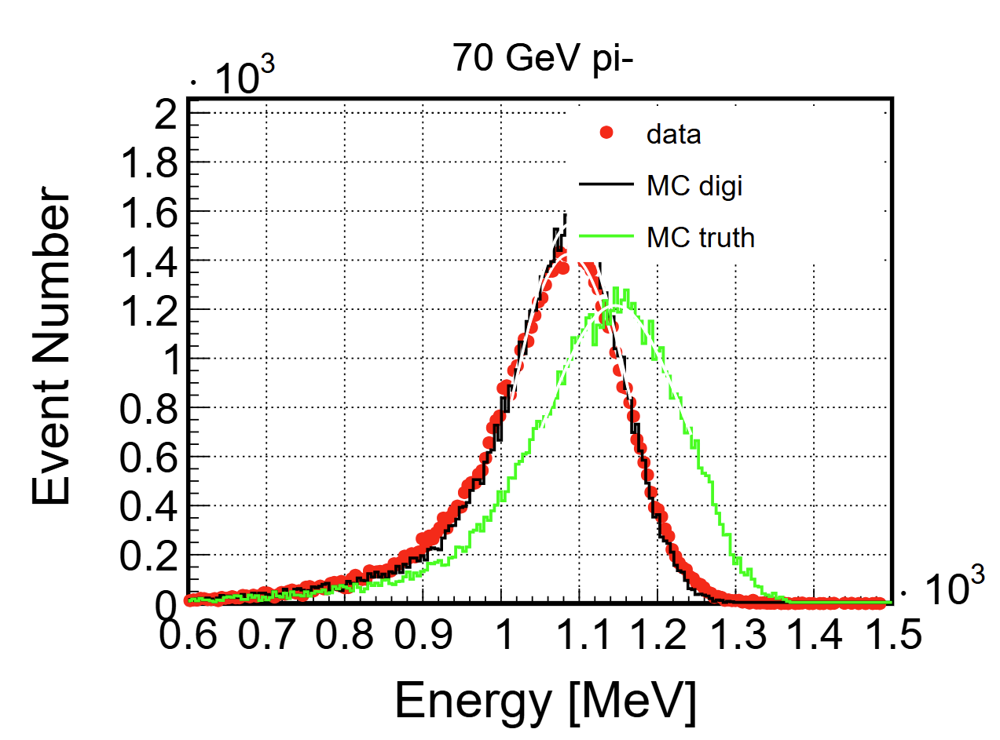 70 GeV pi-
· 10³
2
1.8
1.6
1.4
1.2
1
0.8
0.6
0.4
0.2
0
Event Number
data
MC digi
MC truth
0.6 0.7 0.8 0.9 1 1.1 1.2 1.3 1.4 1.5
· 10³
Energy [MeV]